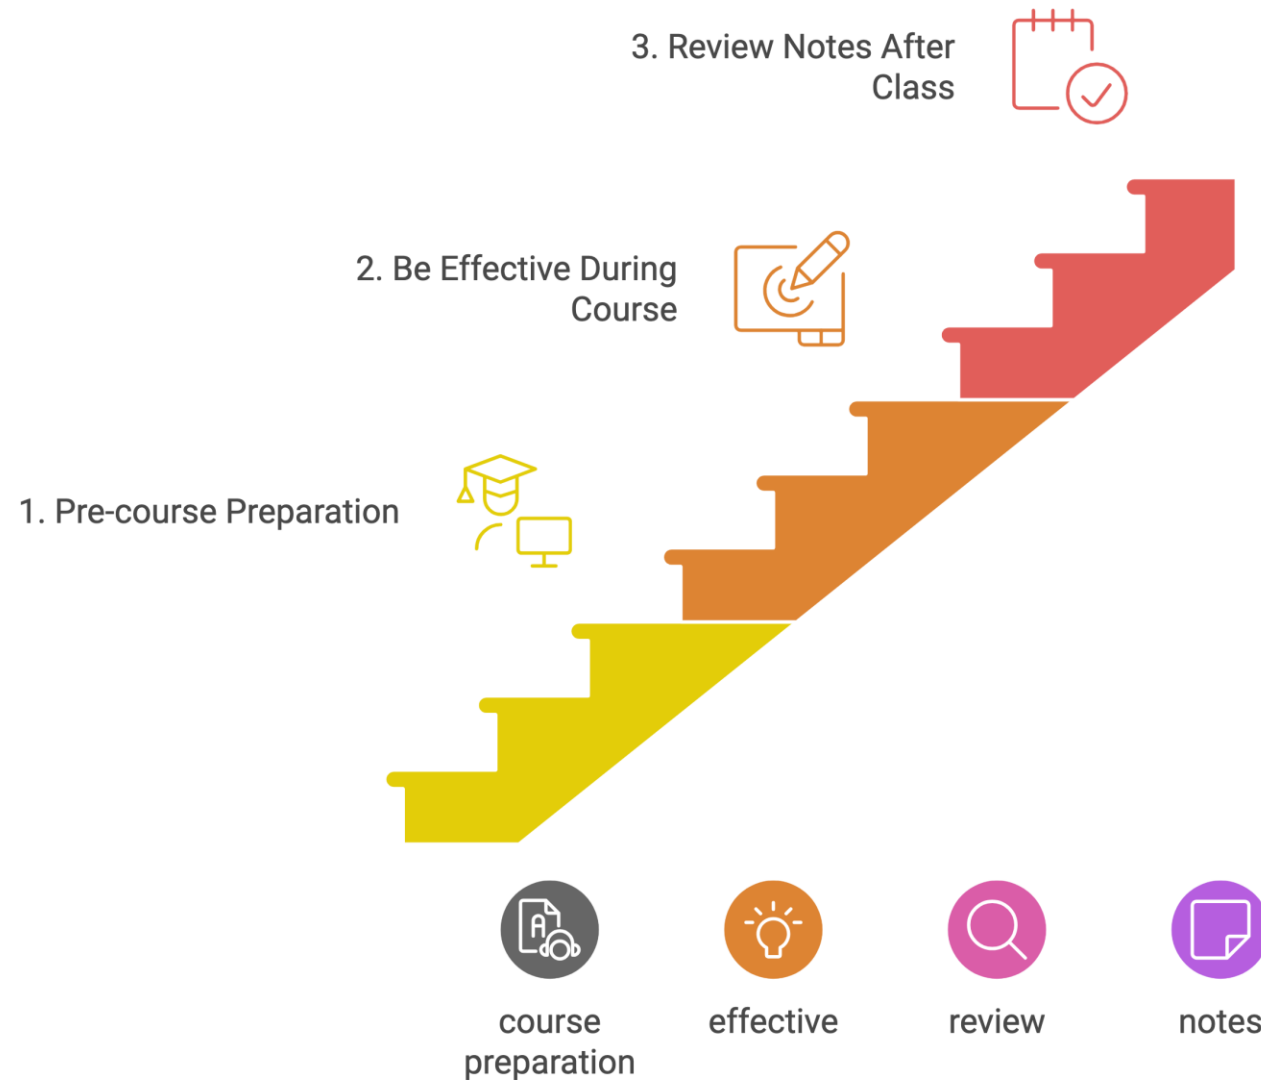 3. Review Notes After
Class
2. Be Effective During
Course
1. Pre-course Preparation
A
course
preparation
effective
review
notes